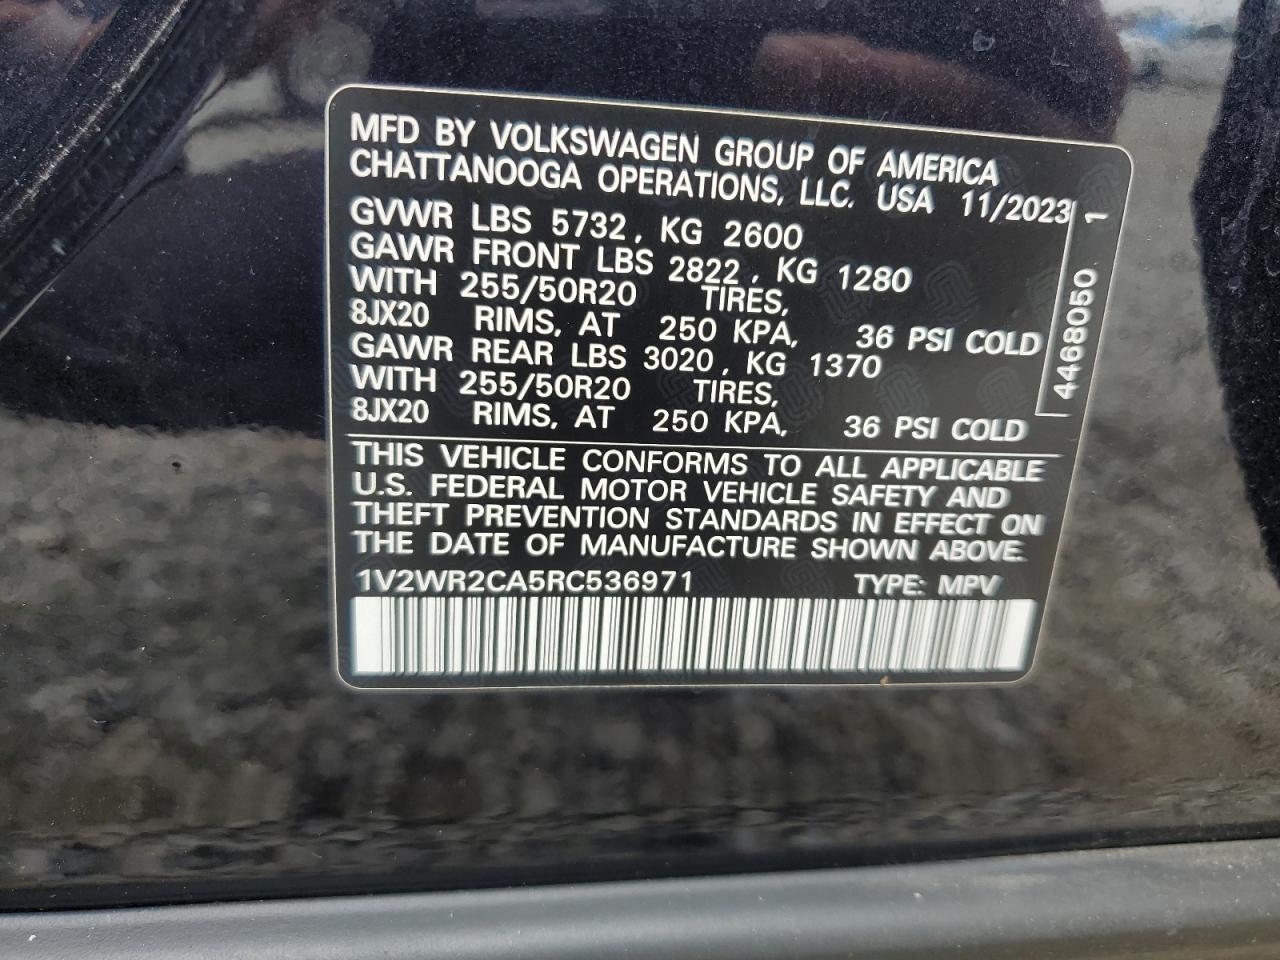 MFD BY VOLKSWAGEN GROUP OF AMERICA
CHATTANOOGA OPERATIONS, LLC. USA 11/2023
GVWR LBS 5732, KG 2600
GAWR FRONT LBS 2822, KG 1280
WITH 255/50R20 TIRES,
8JX20 RIMS, AT 250 KPA, 36 PSI COLD
GAWR REAR LBS 3020, KG 1370
WITH 255/50R20 TIRES,
8JX20 RIMS, AT 250 KPA, 36 PSI COLD
4468050 1
THIS VEHICLE CONFORMS TO ALL APPLICABLE
U.S. FEDERAL MOTOR VEHICLE SAFETY AND
THEFT PREVENTION STANDARDS IN EFFECT ON
THE DATE OF MANUFACTURE SHOWN ABOVE.
1V2WR2CA5RC536971 TYPE: MPV